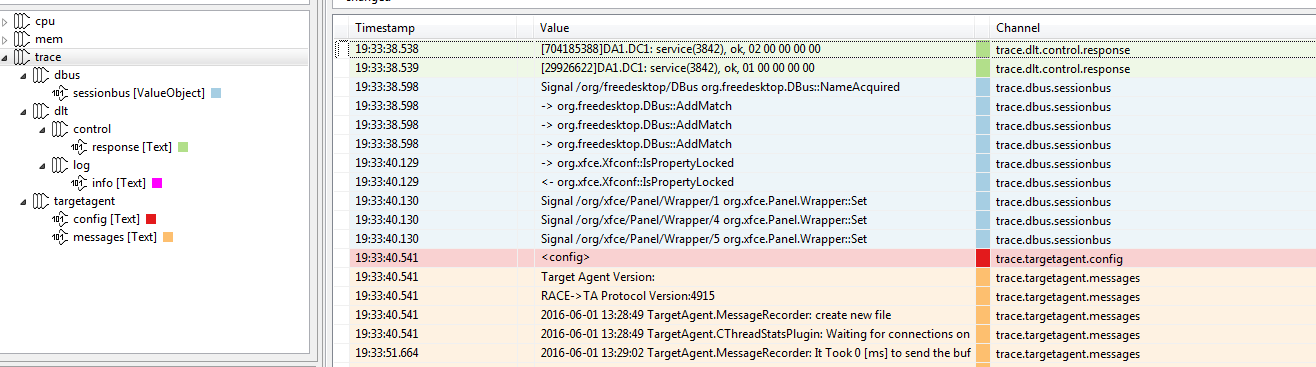 changed
cpu
mem
trace
dbus
sessionbus [ValueObject]
dlt
control
response [Text]
log
info [Text]
targetagent
config [Text]
messages [Text]
Timestamp Value Channel
19:33:38.538 [704185388]DA1.DC1: service(3842), ok, 02 00 00 00 00 trace.dlt.control.response
19:33:38.539 [29926622]DA1.DC1: service(3842), ok, 01 00 00 00 00 trace.dlt.control.response
19:33:38.598 Signal /org/freedesktop/DBus org.freedesktop.DBus::NameAcquired trace.dbus.sessionbus
19:33:38.598 -> org.freedesktop.DBus::AddMatch trace.dbus.sessionbus
19:33:38.598 -> org.freedesktop.DBus::AddMatch trace.dbus.sessionbus
19:33:38.598 -> org.freedesktop.DBus::AddMatch trace.dbus.sessionbus
19:33:40.129 -> org.xfce.Xfconf::IsPropertyLocked trace.dbus.sessionbus
19:33:40.129 <- org.xfce.Xfconf::IsPropertyLocked trace.dbus.sessionbus
19:33:40.130 Signal /org/xfce/Panel/Wrapper/1 org.xfce.Panel.Wrapper::Set trace.dbus.sessionbus
19:33:40.130 Signal /org/xfce/Panel/Wrapper/4 org.xfce.Panel.Wrapper::Set trace.dbus.sessionbus
19:33:40.130 Signal /org/xfce/Panel/Wrapper/5 org.xfce.Panel.Wrapper::Set trace.dbus.sessionbus
19:33:40.541 <config> trace.targetagent.config
19:33:40.541 Target Agent Version: trace.targetagent.messages
19:33:40.541 RACE->TA Protocol Version:4915 trace.targetagent.messages
19:33:40.541 2016-06-01 13:28:49 TargetAgent.MessageRecorder: create new file trace.targetagent.messages
19:33:40.541 2016-06-01 13:28:49 TargetAgent.CThreadStatsPlugin: Waiting for connections on trace.targetagent.messages
19:33:51.664 2016-06-01 13:29:02 TargetAgent.MessageRecorder: It Took 0 [ms] to send the buf trace.targetagent.messages